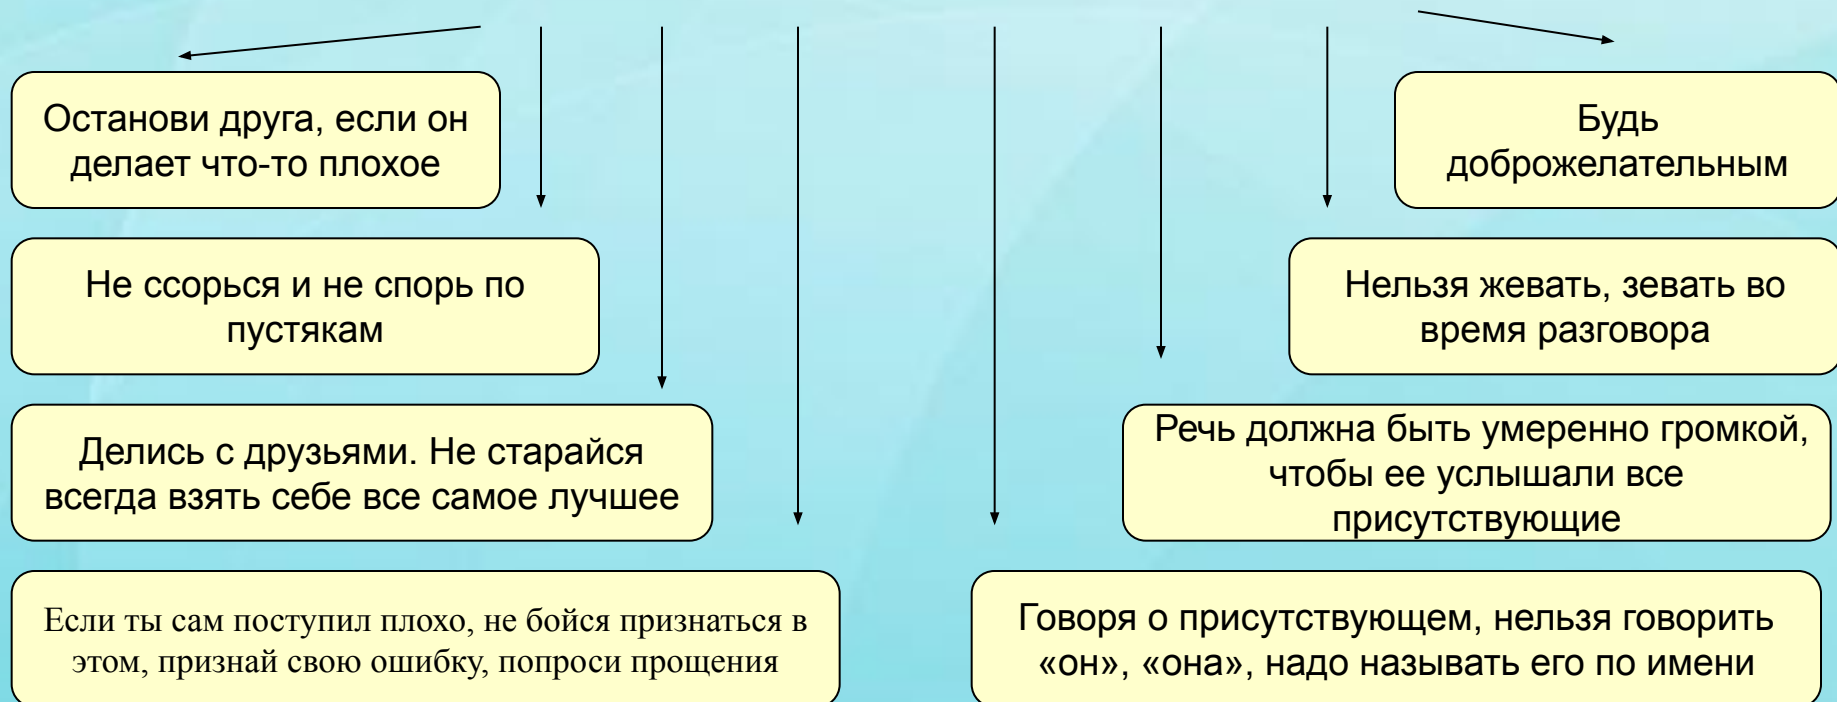 Останови друга, если он
делает что-то плохое
Будь
доброжелательным
Не ссорься и не спорь по
пустякам
Нельзя жевать, зевать во
время разговора
Делись с друзьями. Не старайся
всегда взять себе все самое лучшее
Речь должна быть умеренно громкой,
чтобы ее услышали все
присутствующие
Если ты сам поступил плохо, не бойся признаться в
этом, признай свою ошибку, попроси прощения
Говоря о присутствующем, нельзя говорить
«он», «она», надо называть его по имени